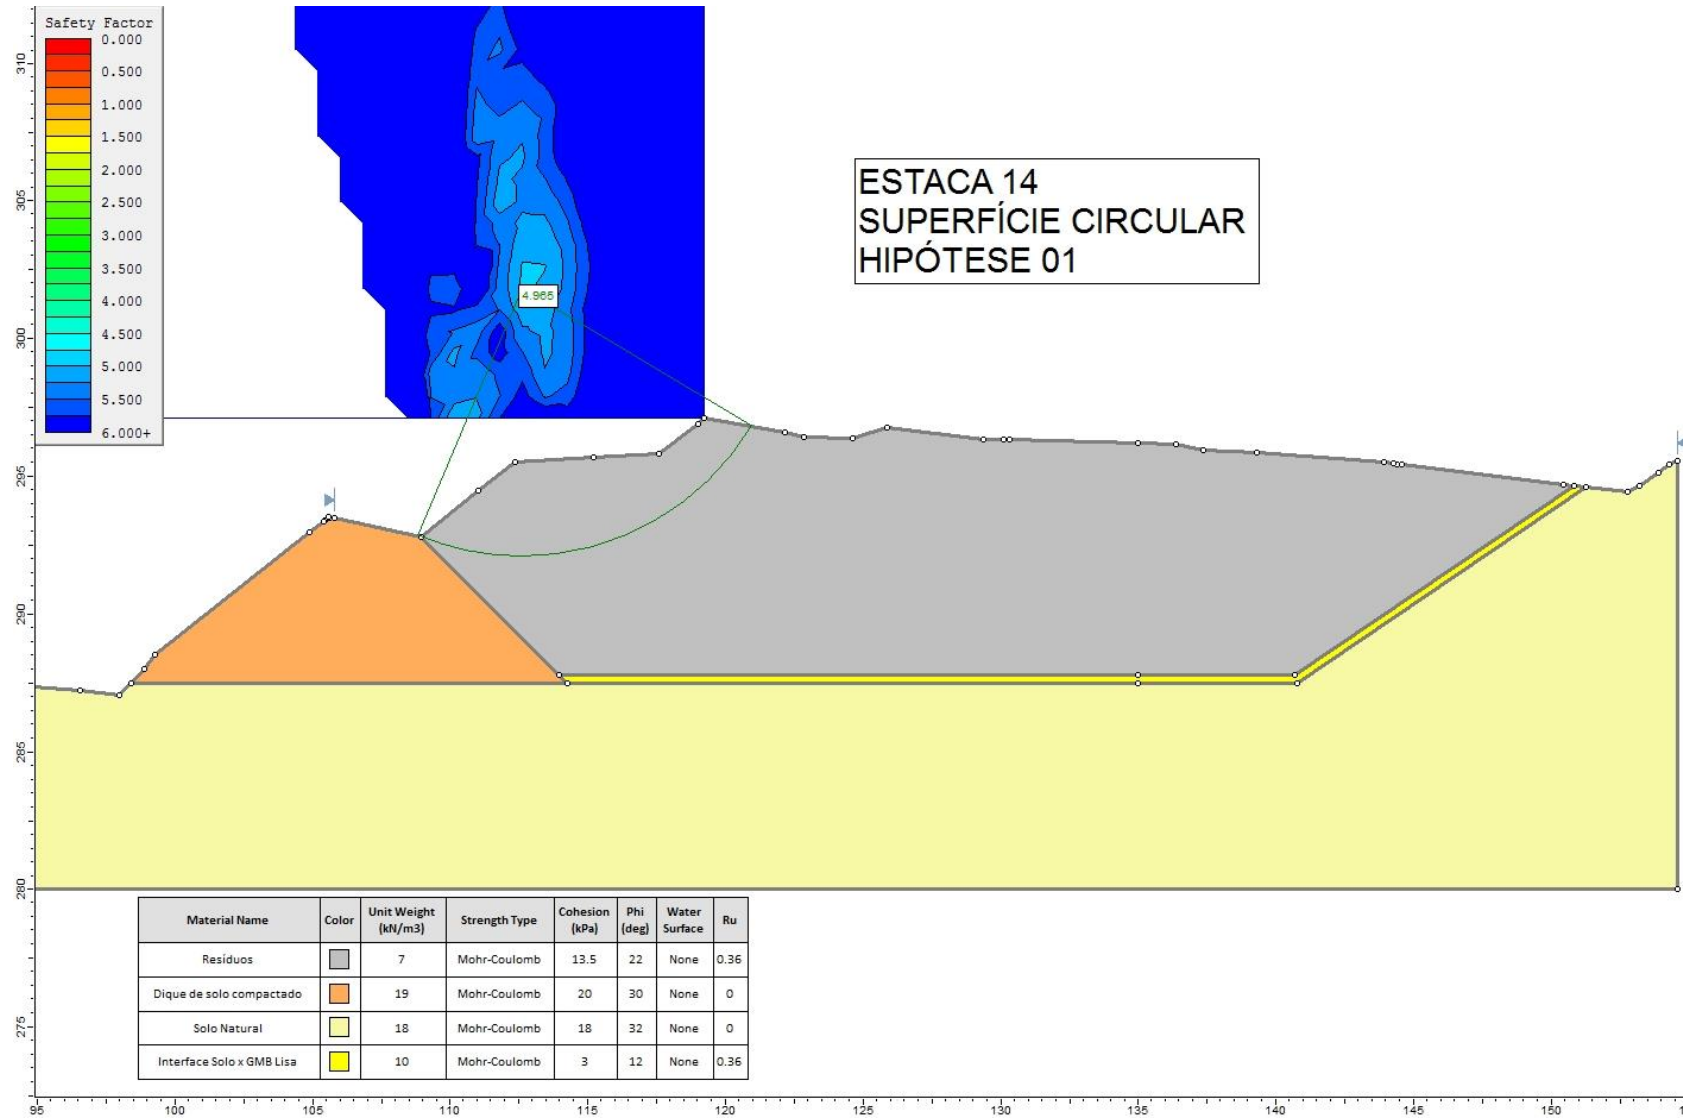 Safety Factor
0.000
0.500
1.000
1.500
2.000
2.500
3.000
3.500
4.000
4.500
5.000
5.500
6.000+
310
305
300
295
290
285
280
275
4.965
ESTACA 14
SUPERFÍCIE CIRCULAR
HIPÓTESE 01
Material Name Color Unit Weight (kN/m3) Strength Type Cohesion (kPa) Phi (deg) Water Surface Ru
Resíduos 7 Mohr-Coulomb 13.5 22 None 0.36
Dique de solo compactado 19 Mohr-Coulomb 20 30 None 0
Solo Natural 18 Mohr-Coulomb 18 32 None 0
Interface Solo x GMB Lisa 10 Mohr-Coulomb 3 12 None 0.36
95 100 105 110 115 120 125 130 135 140 145 150